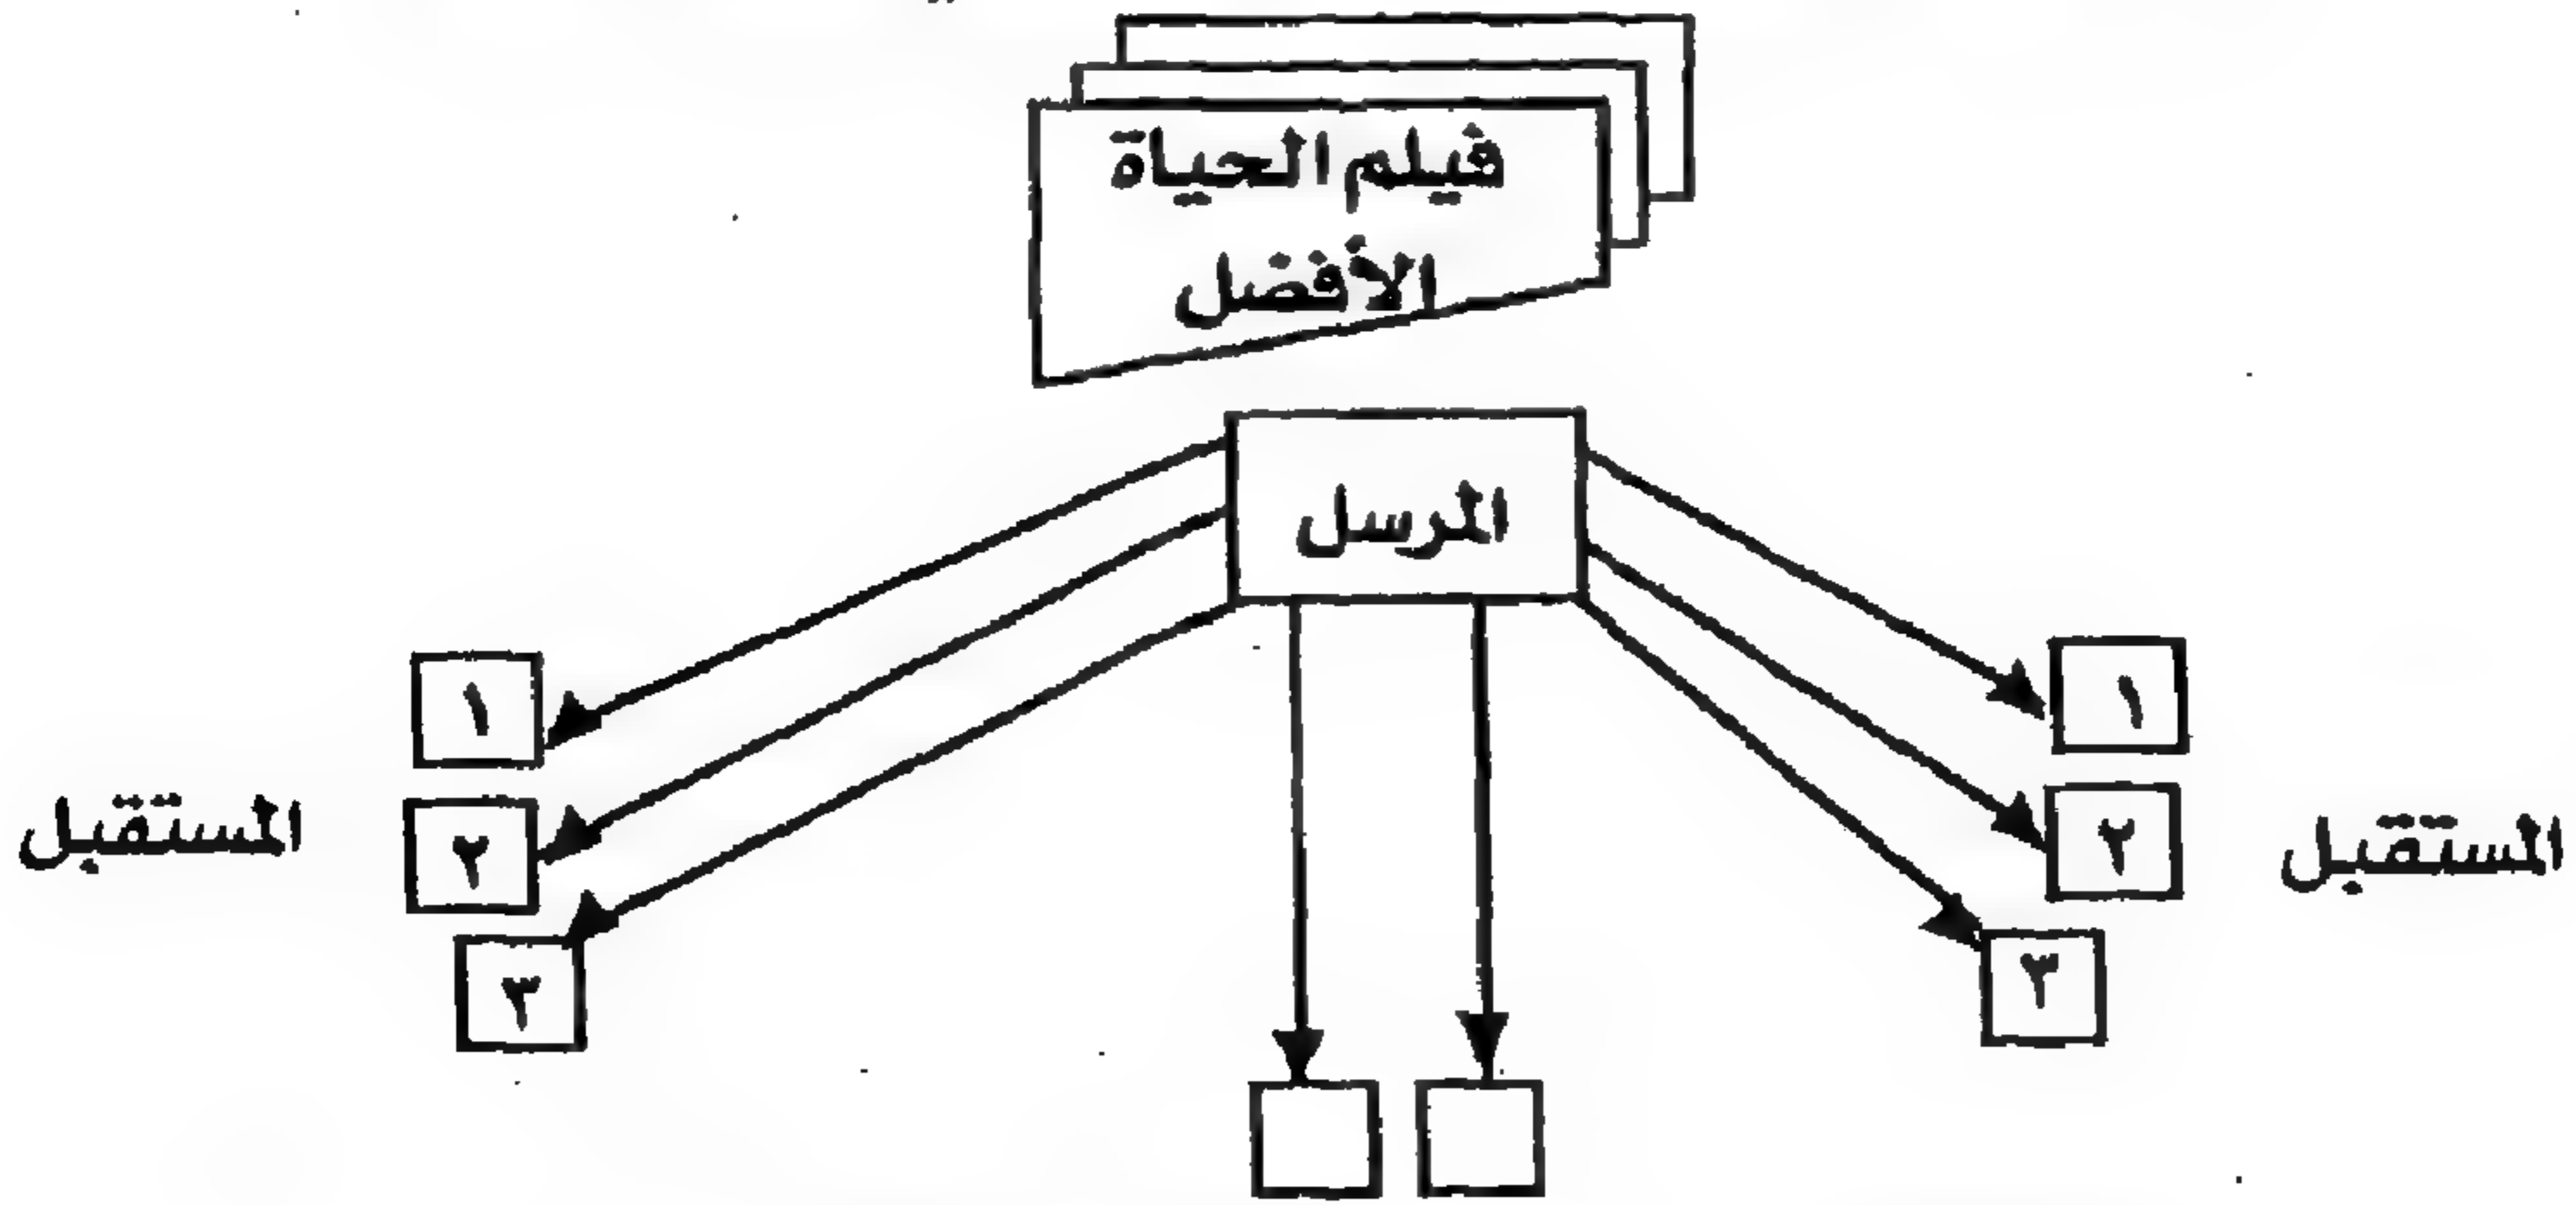 فيلم الحياة
الأفضل
المرسل
١
١
المستقبل
٢
٢
المستقبل
٣
٣